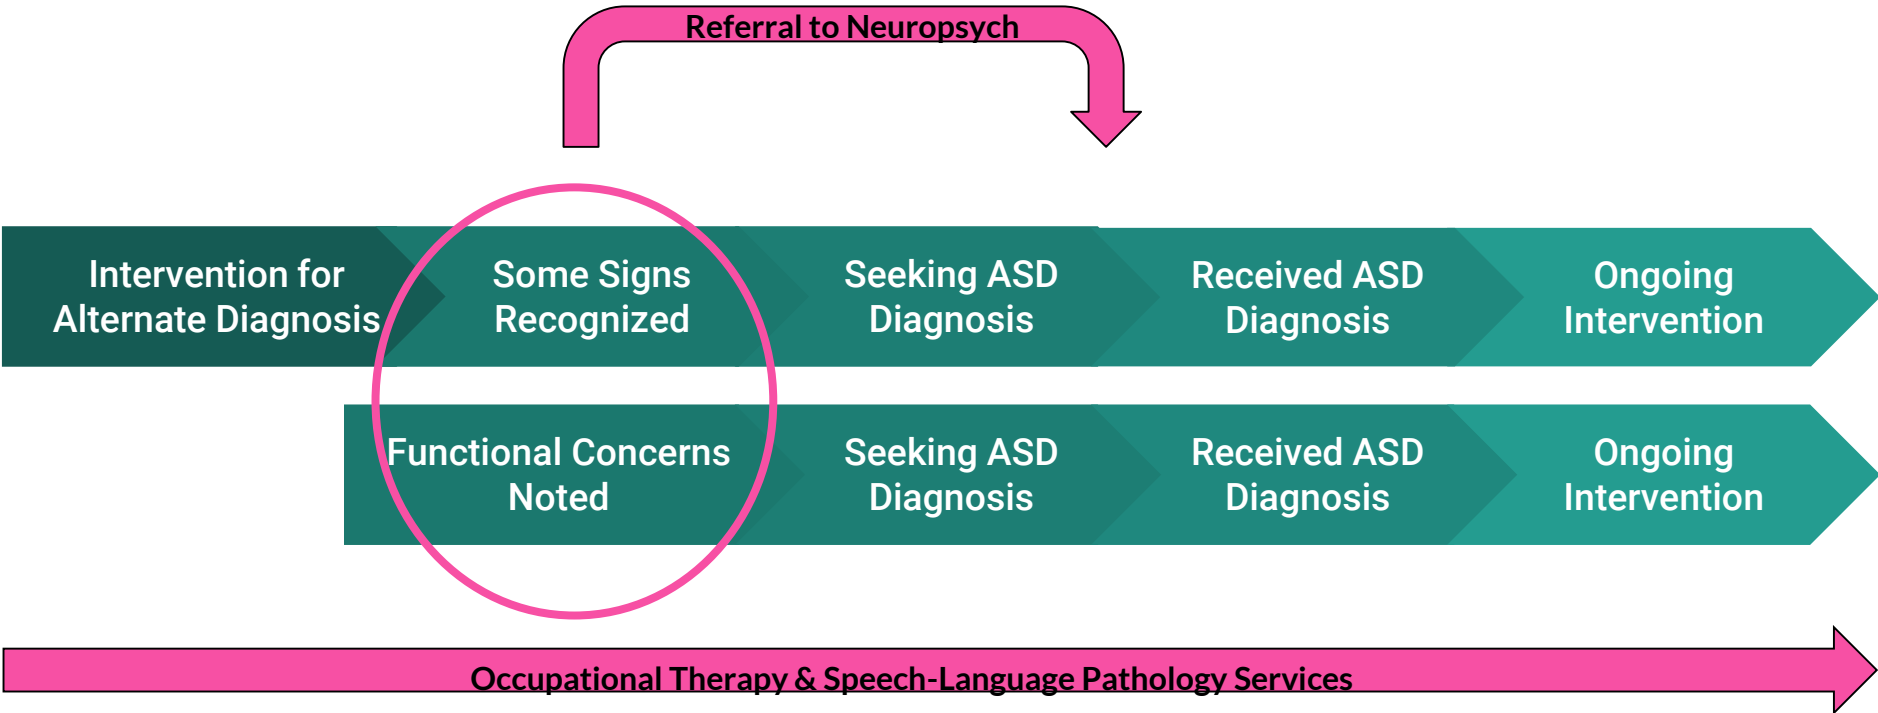 Referral to Neuropsych
Intervention for
Alternate Diagnosis
Some Signs
Recognized
Seeking ASD
Diagnosis
Received ASD
Diagnosis
Ongoing
Intervention
Functional Concerns
Noted
Seeking ASD
Diagnosis
Received ASD
Diagnosis
Ongoing
Intervention
Occupational Therapy & Speech-Language Pathology Services